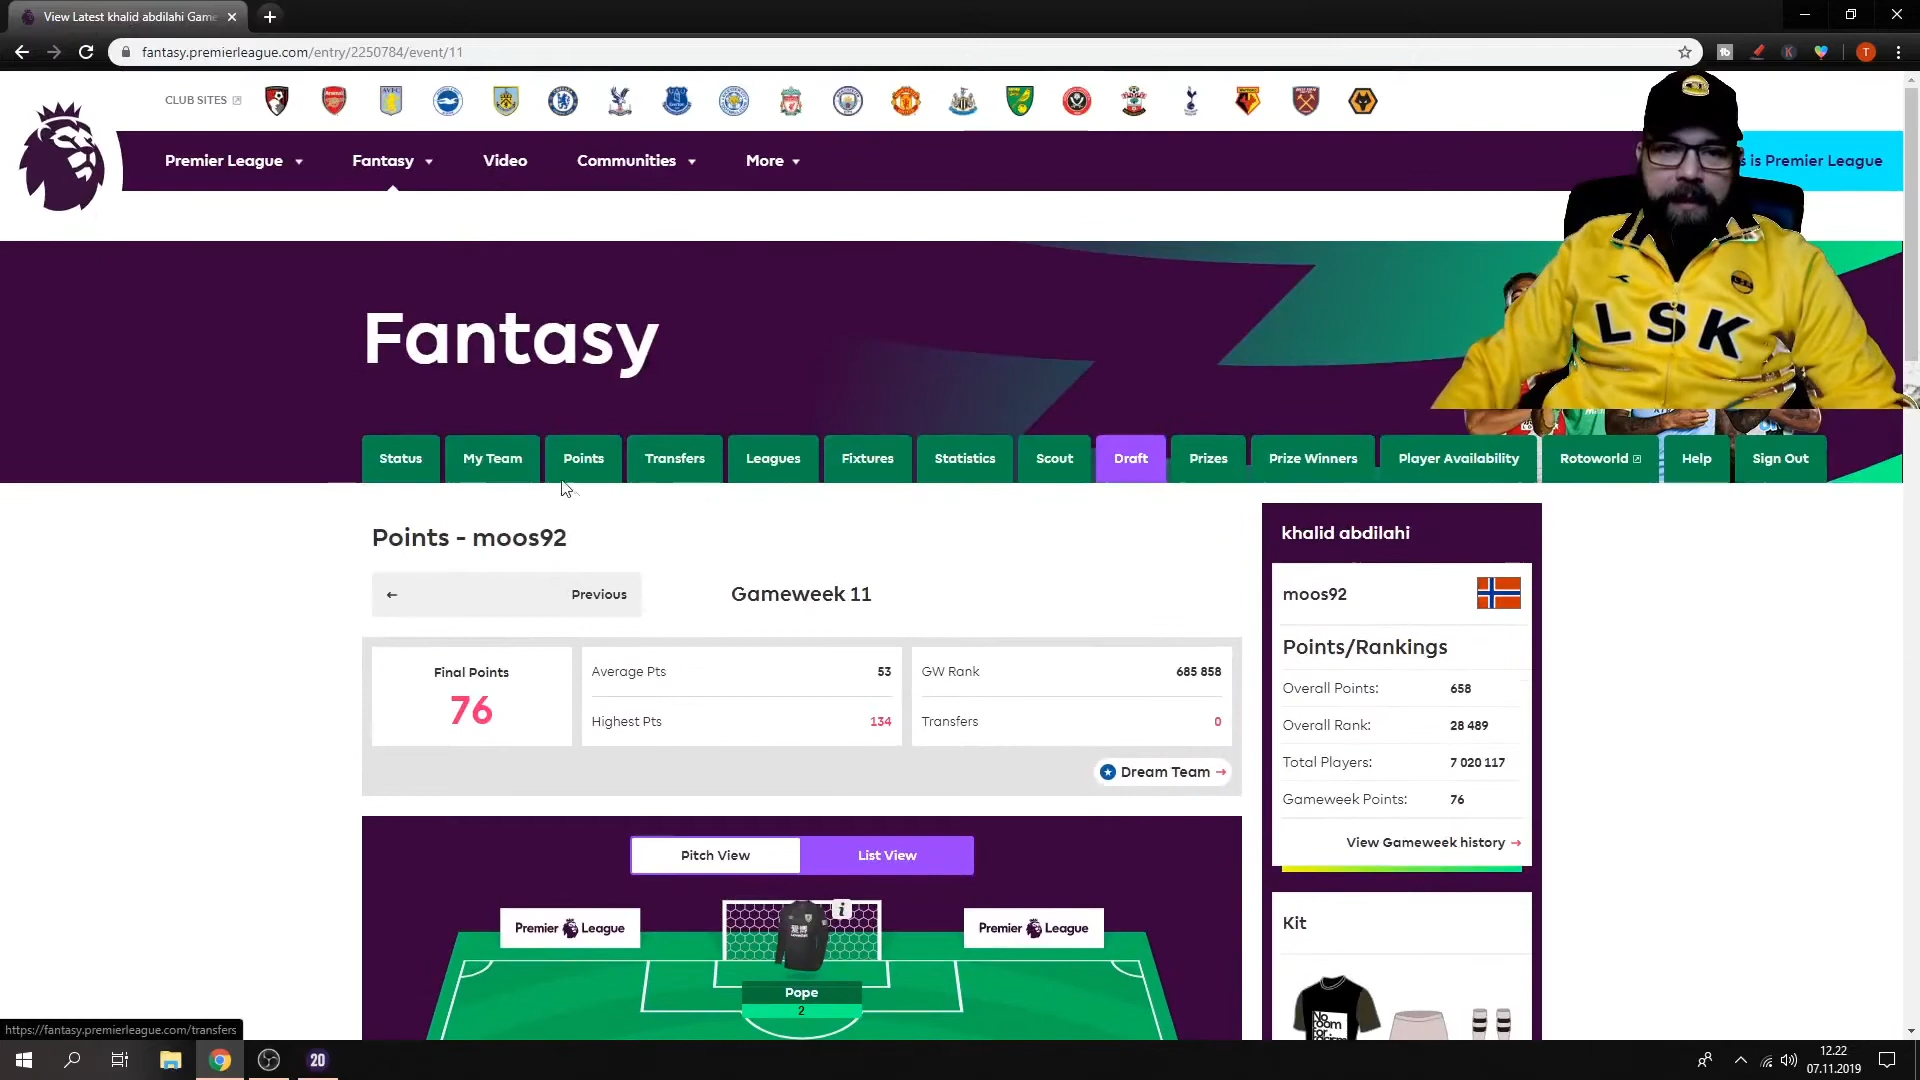 View Latest khalid abdilahi Game
fantasy.premierleague.com/entry/2250784/event/11
CLUB SITES
Premier League
Fantasy
Video
Communities
More
s is Premier League
LSK
Fantasy
Status
My Team
Points
Transfers
Leagues
Fixtures
Statistics
Scout
Draft
Prizes
Prize Winners
Player Availability
Rotoworld
Help
Sign Out
Points - moos92
← Previous
Gameweek 11
Final Points
76
Average Pts 53
Highest Pts 134
GW Rank 685 858
Transfers 0
Dream Team →
Pitch View
List View
Premier League
Premier League
Pope
2
khalid abdilahi
moos92
Points/Rankings
Overall Points: 658
Overall Rank: 28 489
Total Players: 7 020 117
Gameweek Points: 76
View Gameweek history →
Kit
No
room
for
https://fantasy.premierleague.com/transfers
20
12.22
07.11.2019